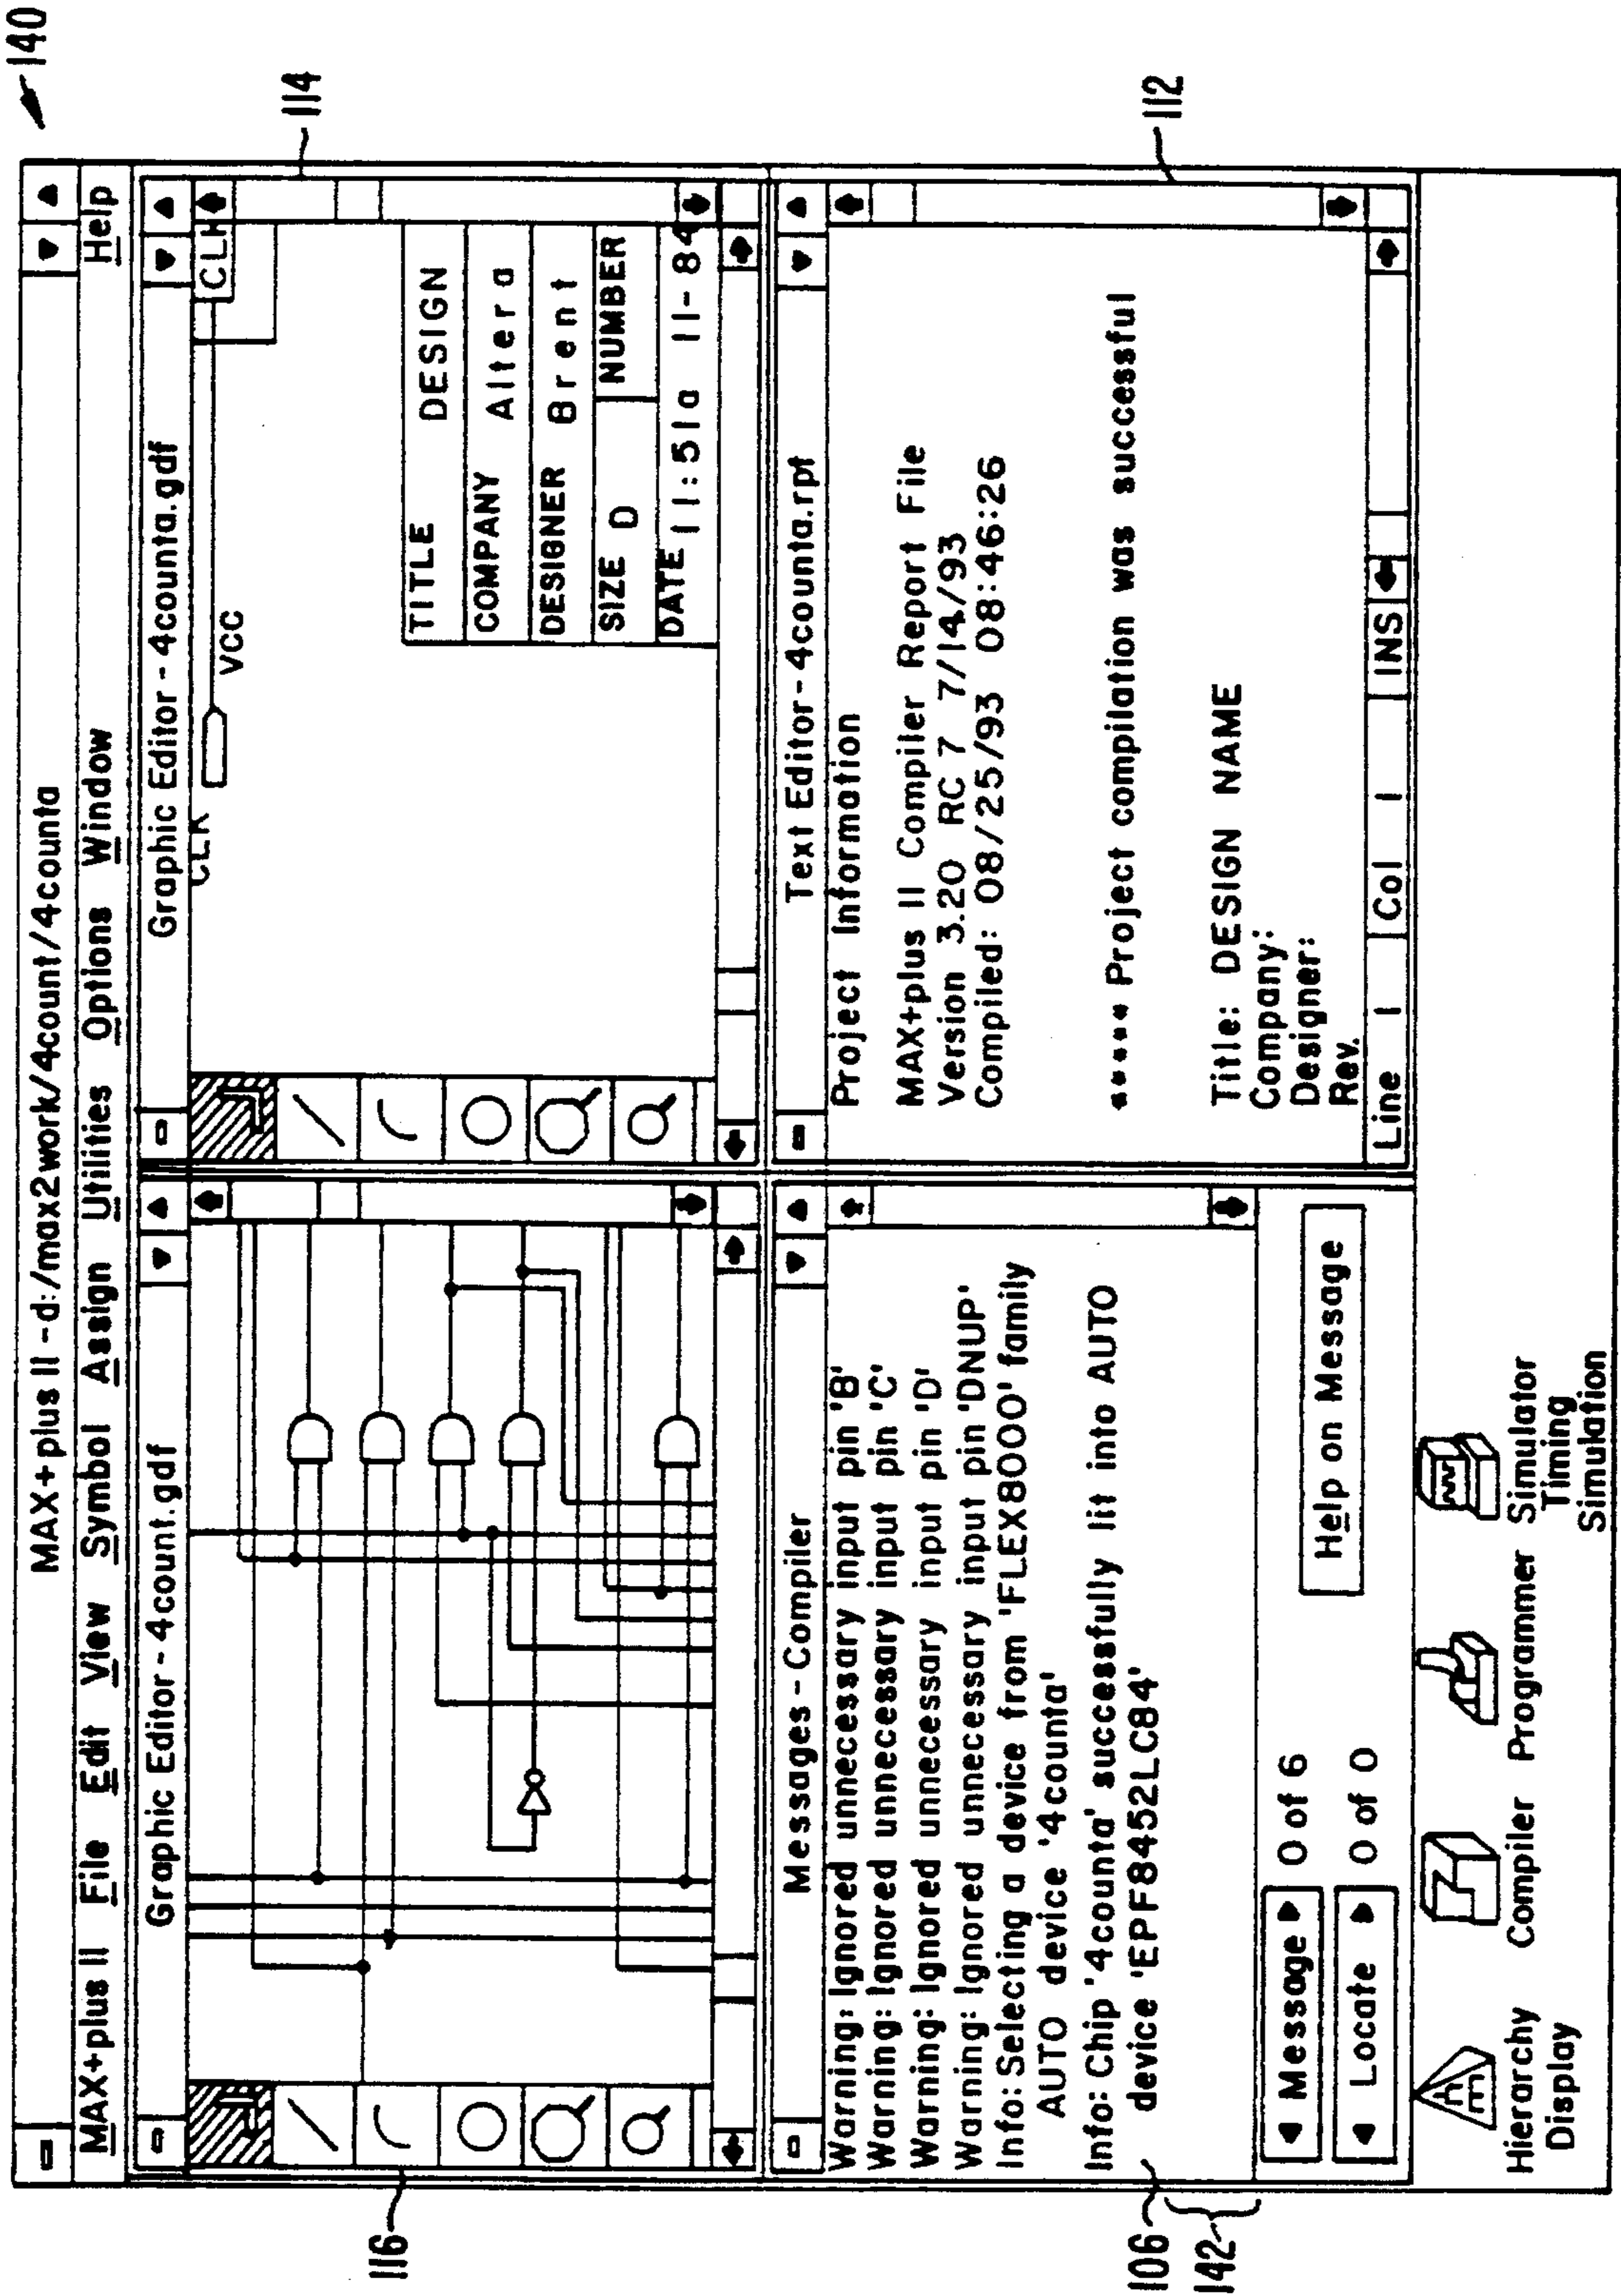 140
MAX+plus II - d:/max2work/4count/4counta
MAX+plus II File Edit View Symbol Assign Utilities Options Window Help
Graphic Editor - 4count.gdf
116
Graphic Editor - 4counta.gdf
114
CLK
VCC
CLK
TITLE DESIGN
COMPANY Altera
DESIGNER Brent
SIZE D NUMBER
DATE 11:51a 11-84
Messages - Compiler
Warning: Ignored unnecessary input pin 'B'
Warning: Ignored unnecessary input pin 'C'
Warning: Ignored unnecessary input pin 'D'
Warning: Ignored unnecessary input pin 'DNUP'
Info: Selecting a device from 'FLEX8000' family
AUTO device '4counta'
Info: Chip '4counta' successfully lit into AUTO
device 'EPF8452LC84'
106
142
Message 0 of 6
Locate 0 of 0
Help on Message
Text Editor - 4counta.rpt
Project Information
MAX+plus II Compiler Report File
Version 3.20 RC 7 7/14/93
Compiled: 08/25/93 08:46:26
***** Project compilation was successful
Title: DESIGN NAME
Company:
Designer:
Rev.
Line 1 Col 1 INS
112
Hierarchy
Display
Compiler
Programmer
Simulator
Timing
Simulation